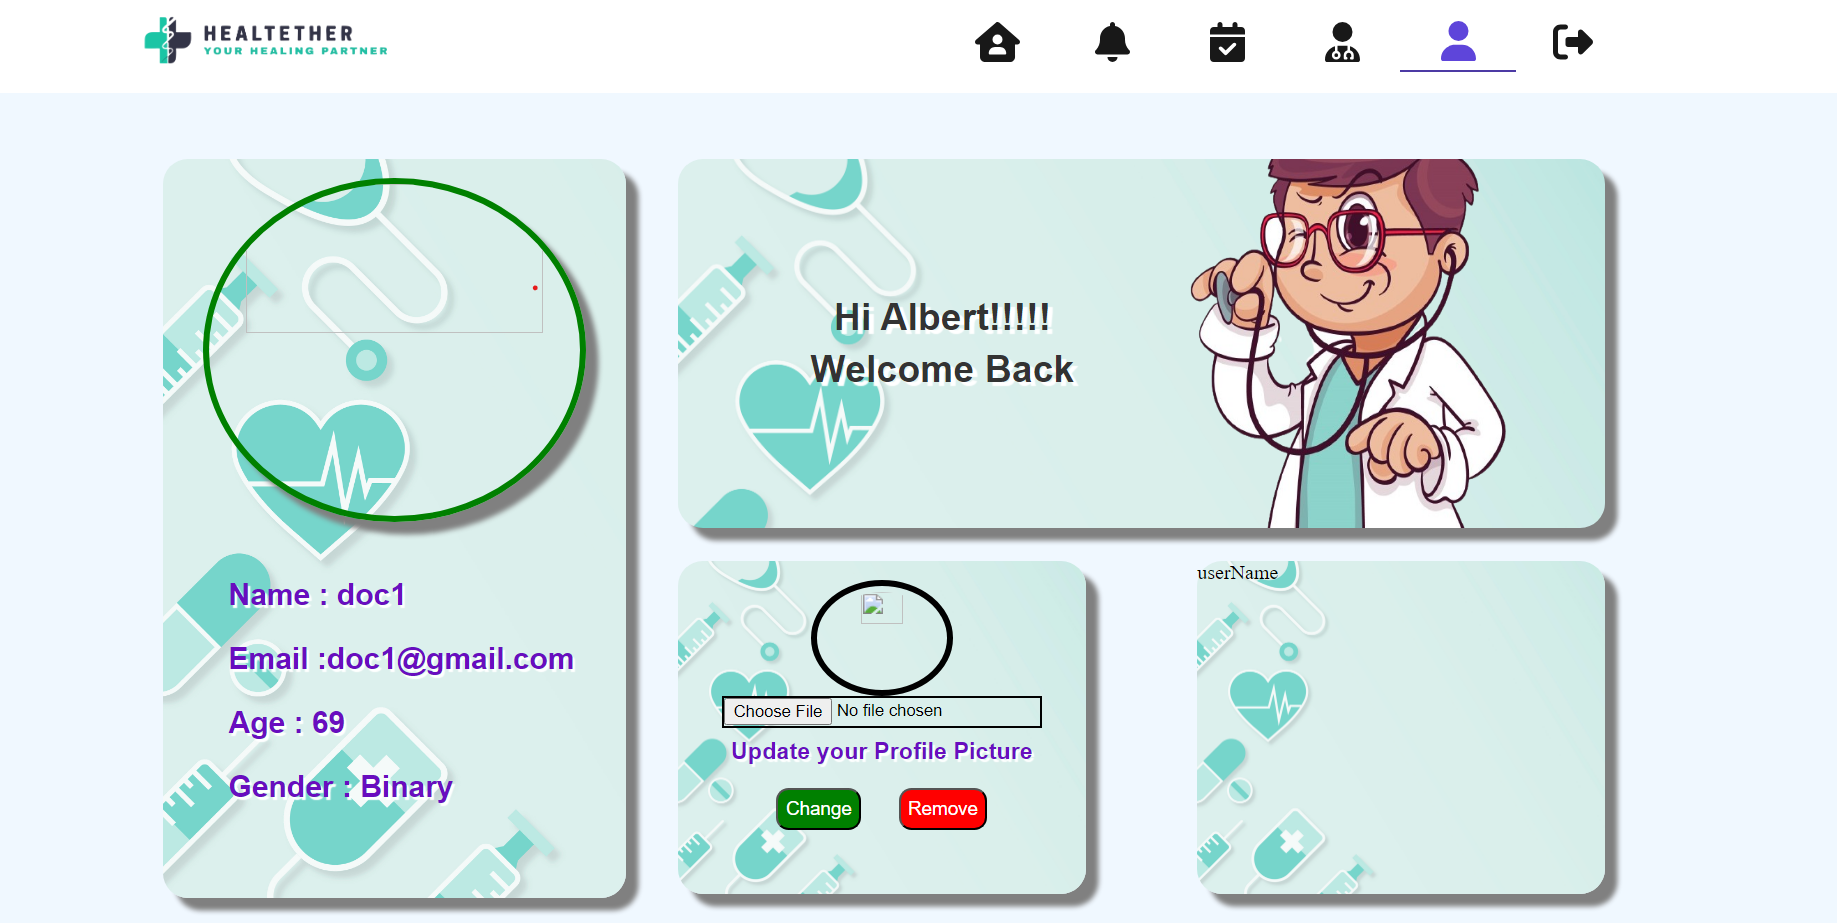 HEALTETHER
YOUR HEALING PARTNER
Hi Albert!!!!!
Welcome Back
Name : doc1
Email :doc1@gmail.com
Age : 69
Gender : Binary
Choose File No file chosen
Update your Profile Picture
Change Remove
userName